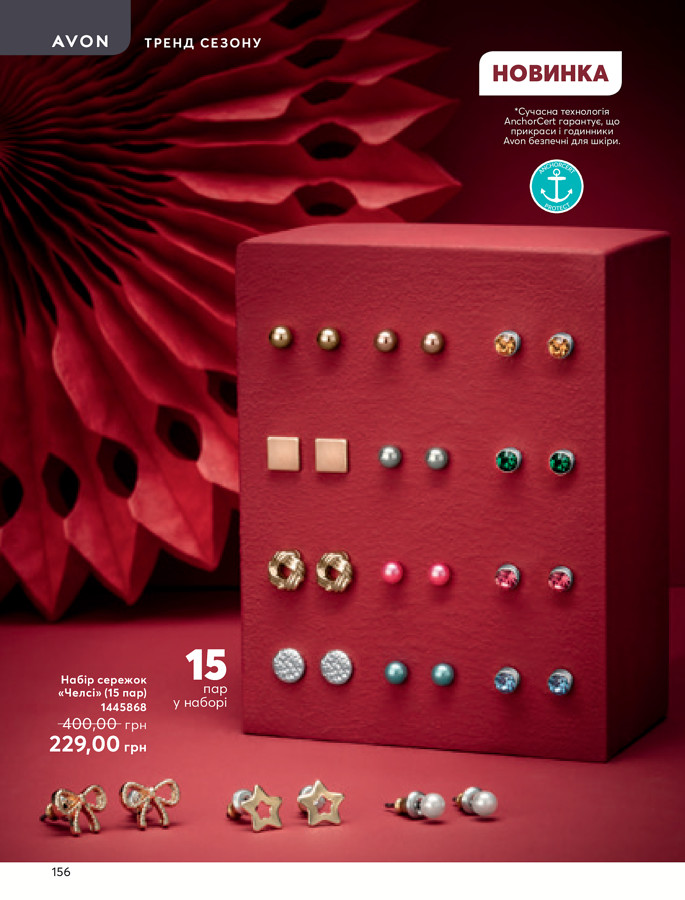 AVON
ТРЕНД СЕЗОНУ
НОВИНКА
*Сучасна технологія
AnchorCert гарантує, що
прикраси і годинники
Avon безпечні для шкіри.
ANCHORCERT
PROTECT
15
пар
у наборі
Набір сережок
«Челсі» (15 пар)
1445868
400,00 грн
229,00 грн
156